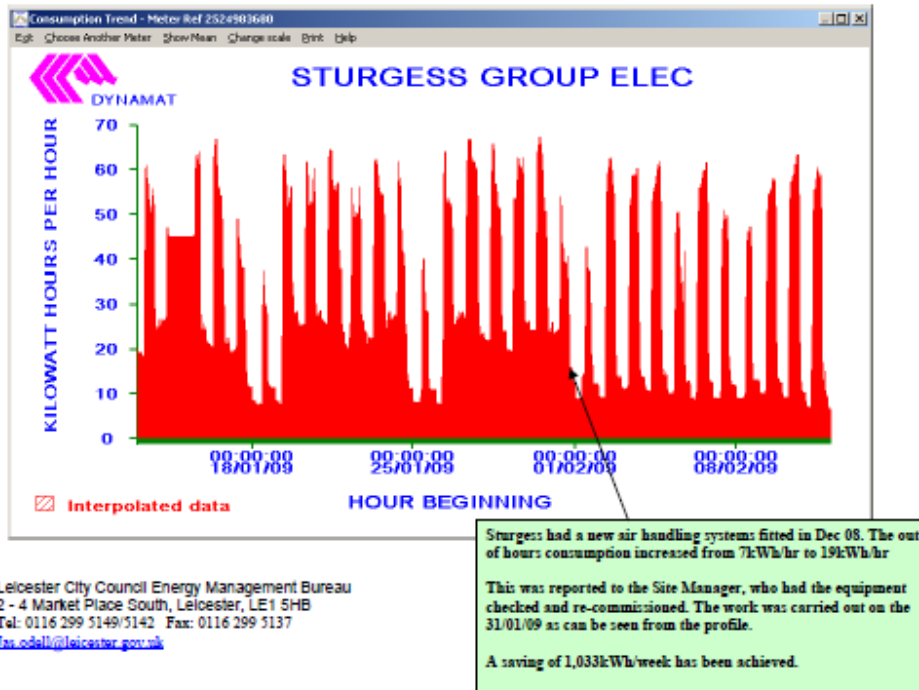 Consumption Trend - Meter Ref 2524983680
Exit Choose Another Meter Show Mean Change scale Print Help
STURGESS GROUP ELEC
DYNAMAT
KILOWATT HOURS PER HOUR
70
60
50
40
30
20
10
0
00:00:00 00:00:00 00:00:00 00:00:00
18/01/09 25/01/09 01/02/09 08/02/09
Interpolated data
HOUR BEGINNING
Sturgess had a new air handling systems fitted in Dec 08. The out
of hours consumption increased from 7kWh/hr to 19kWh/hr
This was reported to the Site Manager, who had the equipment
checked and re-commissioned. The work was carried out on the
31/01/09 as can be seen from the profile.
A saving of 1,033kWh/week has been achieved.
Leicester City Council Energy Management Bureau
2 - 4 Market Place South, Leicester, LE1 5HB
Tel: 0116 299 5149/5142 Fax: 0116 299 5137
Jas.odell@leicester.gov.uk